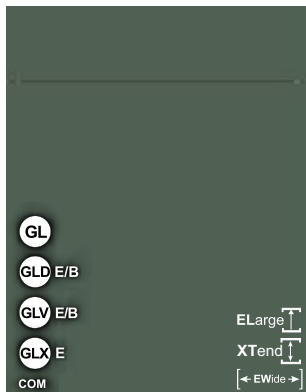 GL
GLD E/B
GLV E/B
ELarge
GLX E
XTend
COM
EWide